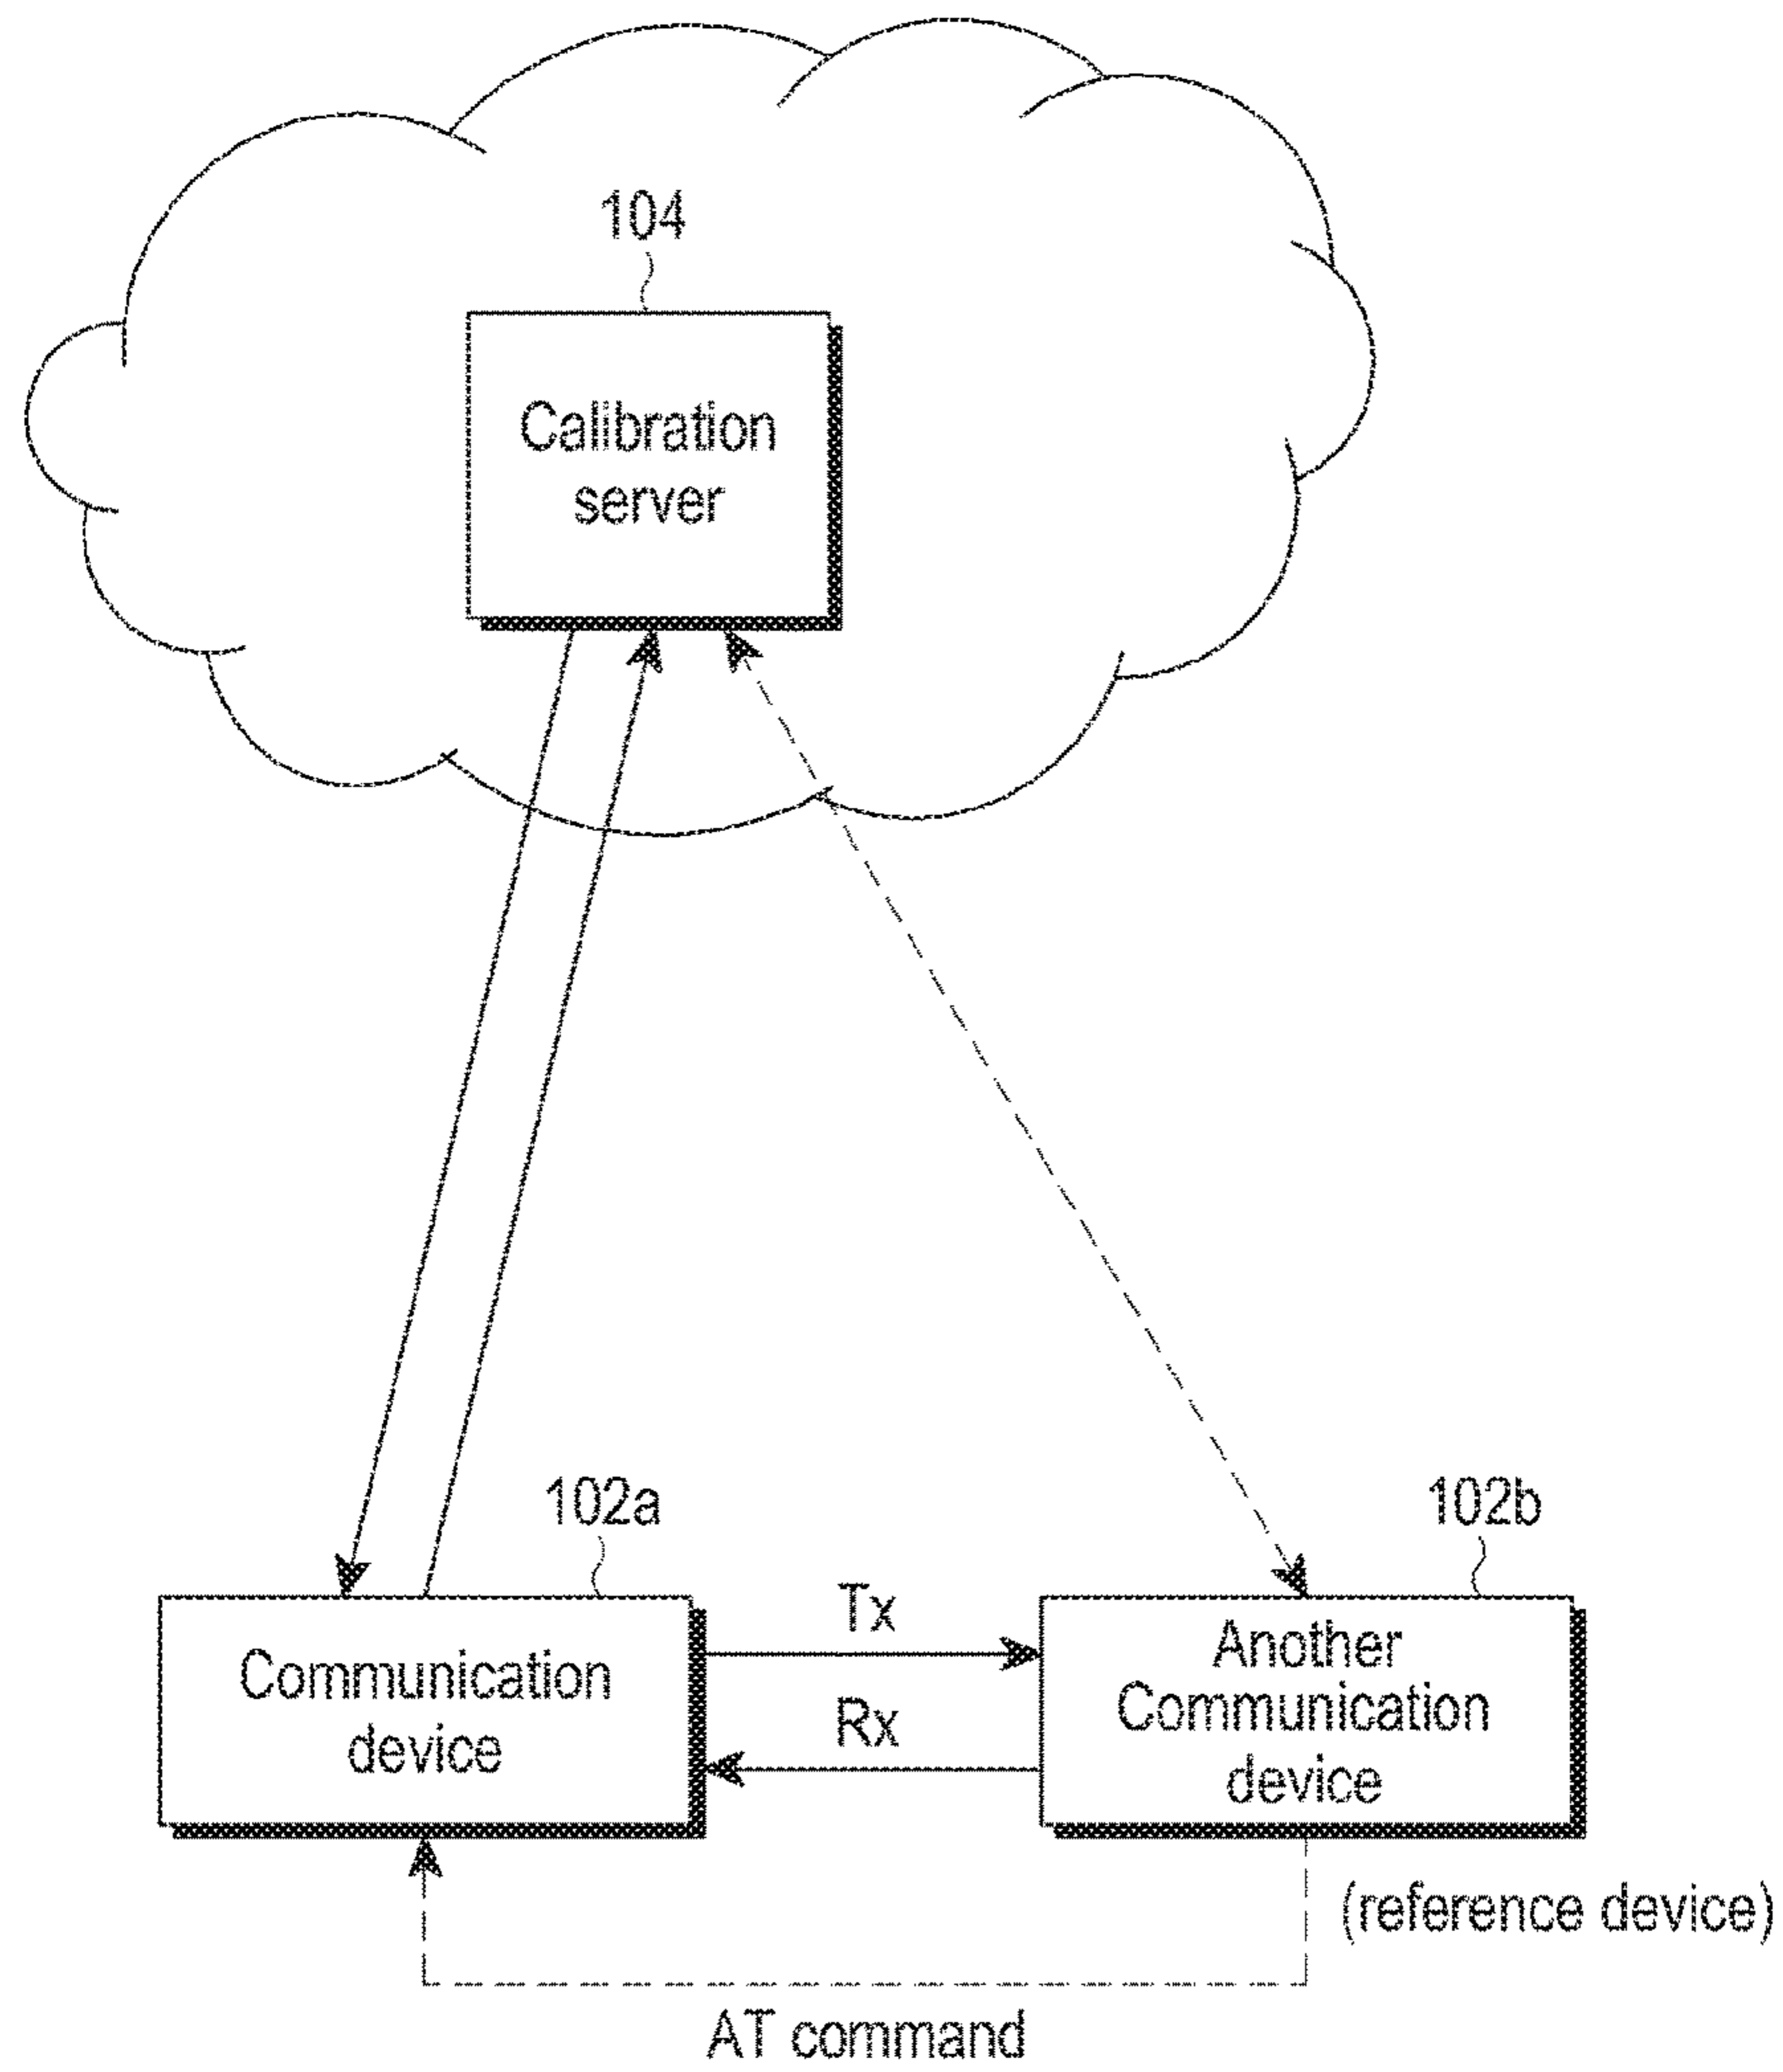 104
Calibration
server
102a
102b
Tx
Communication
device
Rx
Another
Communication
device
(reference device)
AT command